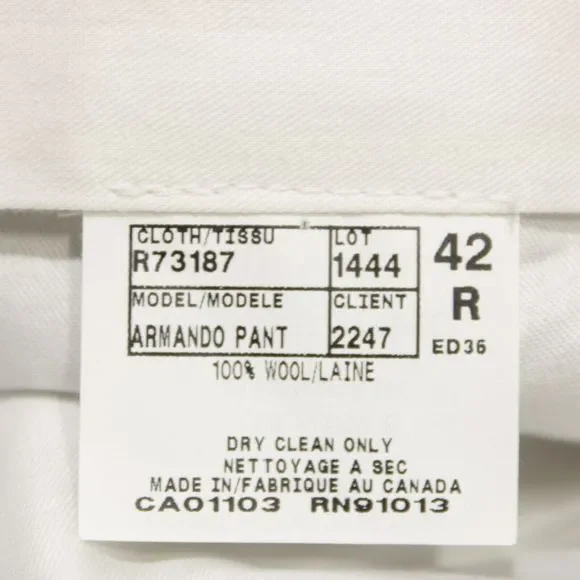 CLOTH/TISSU LOT
R73187 1444 42
MODEL/MODELE CLIENT R
ARMANDO PANT 2247 ED36
100% WOOL/LAINE
DRY CLEAN ONLY
NETTOYAGE A SEC
MADE IN/FABRIQUE AU CANADA
CA01103 RN91013